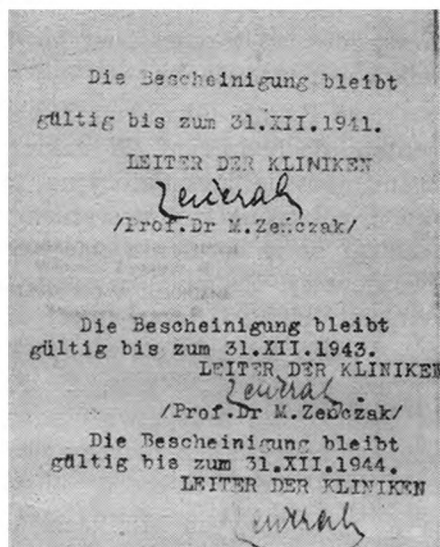 Die Bescheinigung bleibt
gültig bis zum 31.XII.1941.
LEITER DER KLINIKEN
/Prof.Dr M.Zeńczak/
Die Bescheinigung bleibt
gültig bis zum 31.XII.1943.
LEITER DER KLINIKEN
/Prof.Dr M.Zeńczak/
Die Bescheinigung bleibt
gültig bis zum 31.XII.1944.
LEITER DER KLINIKEN